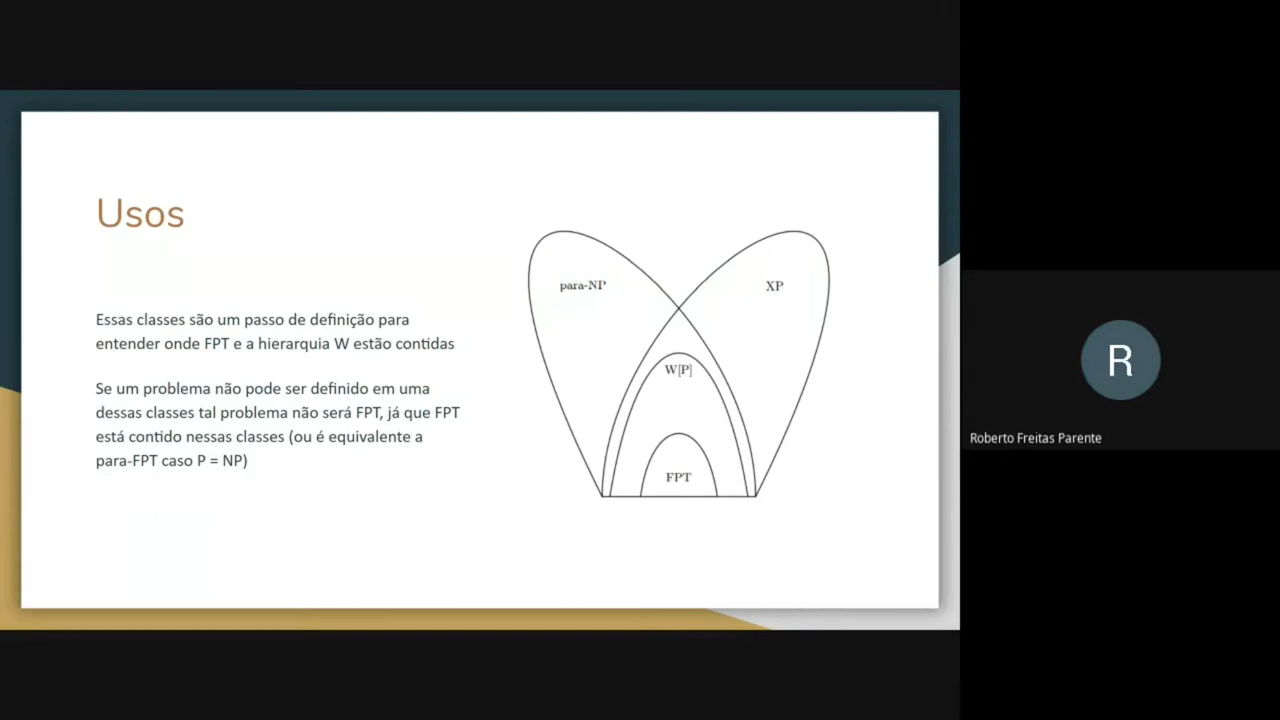 Usos
Essas classes são um passo de definição para
entender onde FPT e a hierarquia W estão contidas
Se um problema não pode ser definido em uma
dessas classes tal problema não será FPT, já que FPT
está contido nessas classes (ou é equivalente a
para-FPT caso P = NP)
para-NP
XP
W[P]
FPT
R
Roberto Freitas Parente